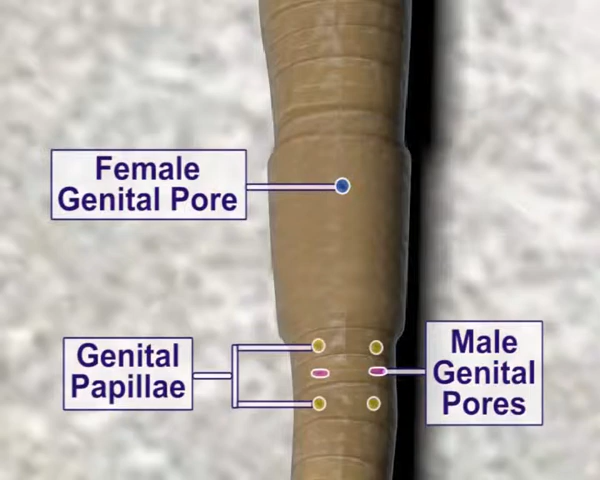 Female
Genital Pore
Genital
Papillae
Male
Genital
Pores